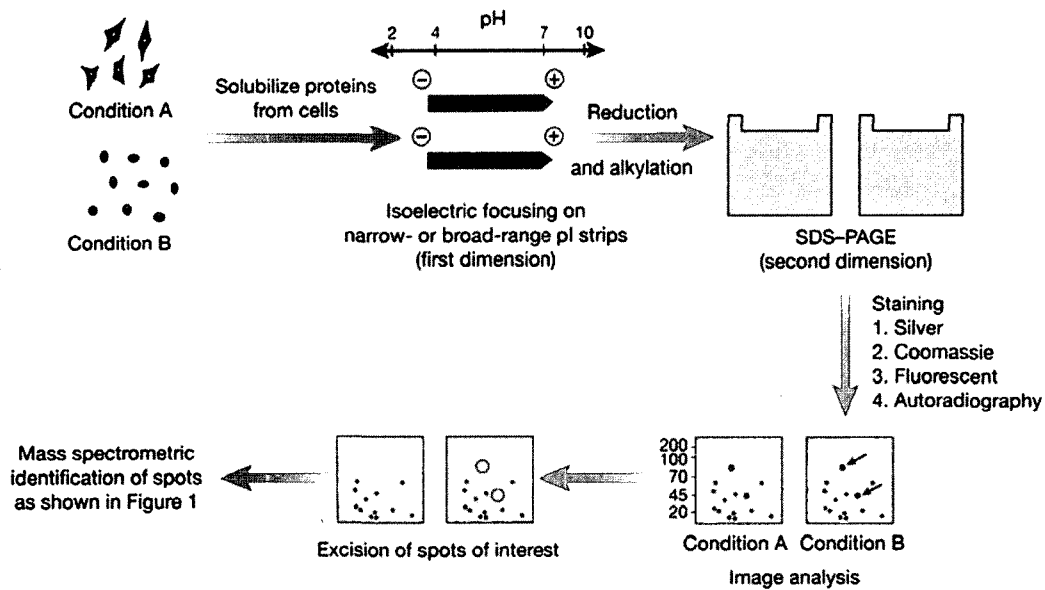 Condition A
Condition B
Solubilize proteins
from cells
pH
2 4 7 10
− +
− +
Isoelectric focusing on
narrow- or broad-range pI strips
(first dimension)
Reduction
and alkylation
SDS–PAGE
(second dimension)
Staining
1. Silver
2. Coomassie
3. Fluorescent
4. Autoradiography
200
100
70
45
20
Condition A Condition B
Image analysis
Excision of spots of interest
Mass spectrometric
identification of spots
as shown in Figure 1